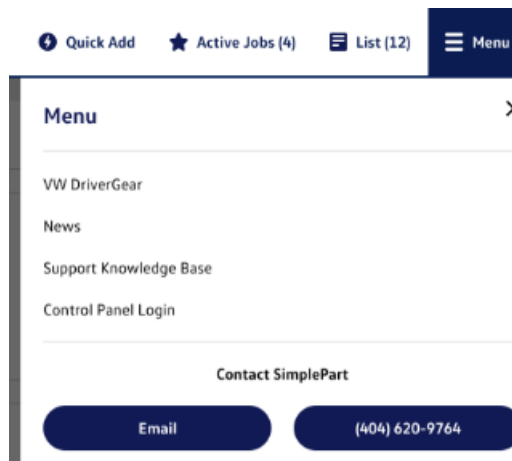 Quick Add Active Jobs (4) List (12) Menu
Menu
VW DriverGear
News
Support Knowledge Base
Control Panel Login
Contact SimplePart
Email (404) 620-9764